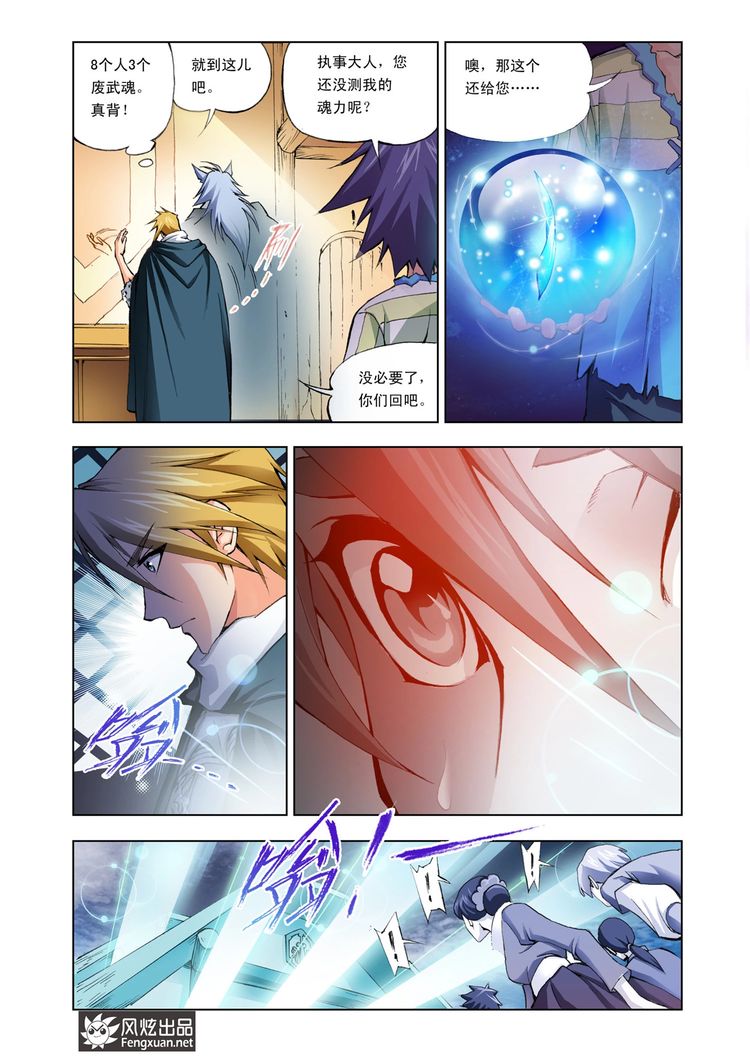 8个人3个
废武魂。
真背！
就到这儿
吧。
执事大人，您
还没测我的
魂力呢？
噢，那这个
还给您……
刷
没必要了，
你们回吧。
嗡……
嗡！——
！
！
！
！
风炫出品
Fengxuan.net